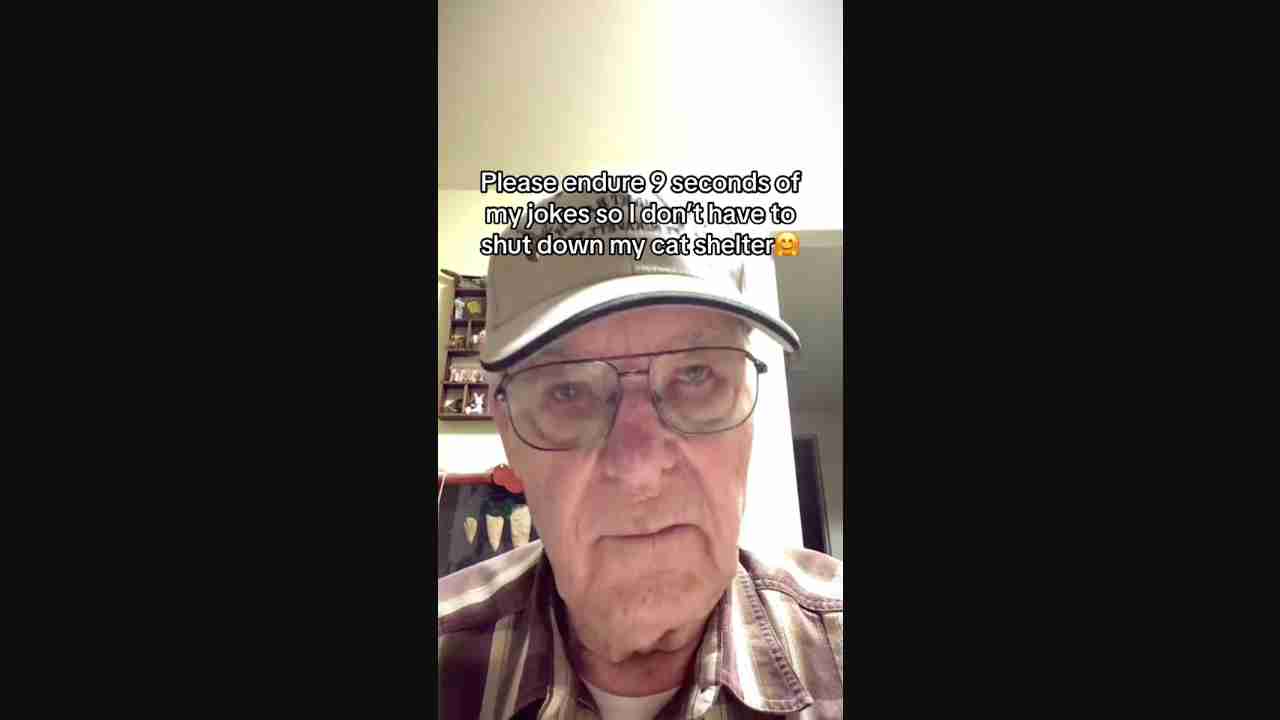 Please endure 9 seconds of
my jokes so I don't have to
shut down my cat shelter🤗